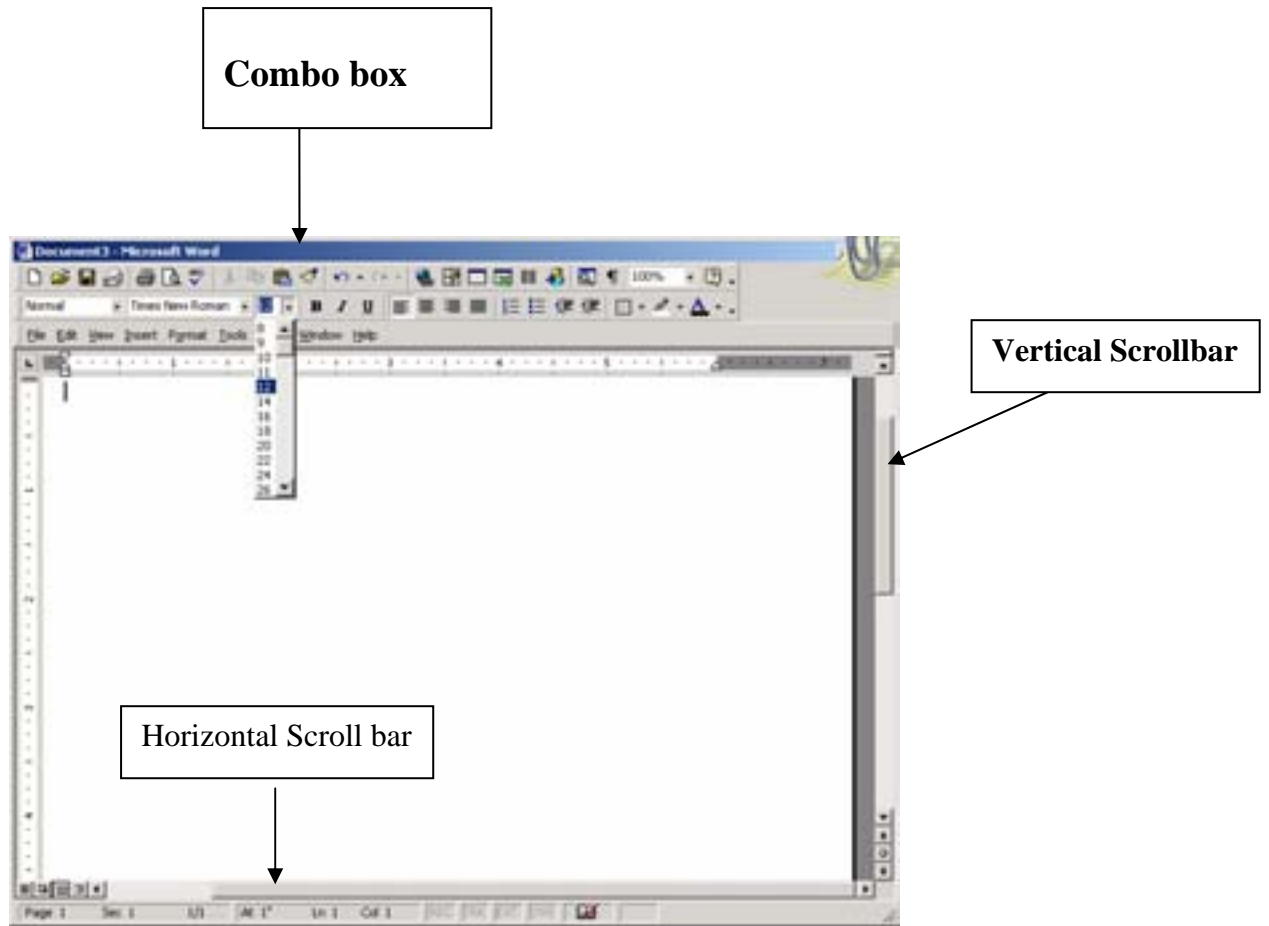 Combo box
Document3 - Microsoft Word
100%
Normal Times New Roman
File Edit View Insert Format Tools Window Help
8
9
10
11
12
14
16
18
20
22
24
26
Vertical Scrollbar
Horizontal Scroll bar
Page 1 Sec 1 1/1 At 1" Ln 1 Col 1